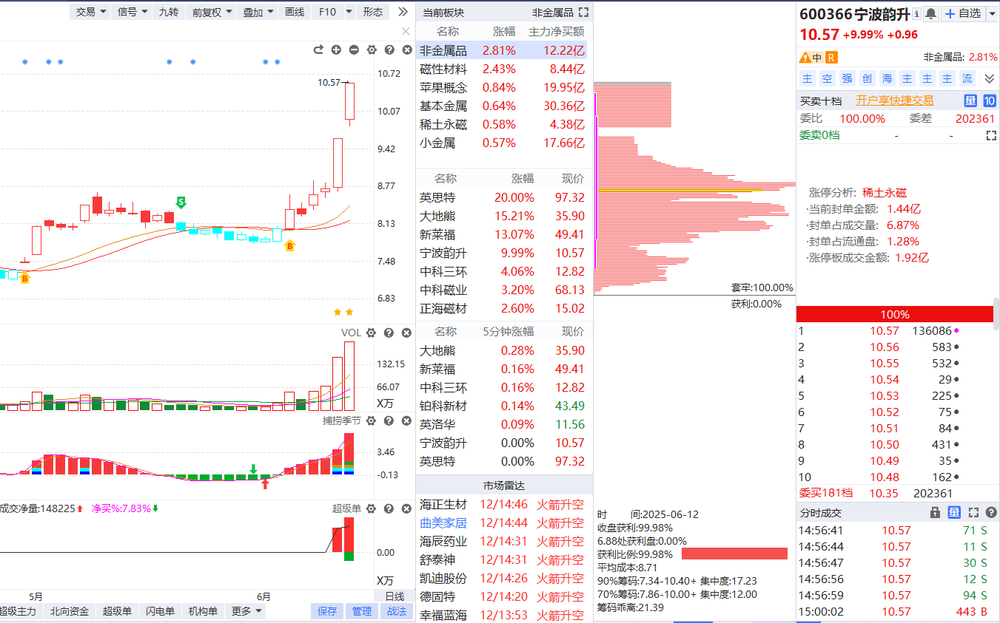 交易 信号 九转 前复权 叠加 画线 F10 形态
10.57
10.72
10.07
9.42
8.77
8.13
7.48
6.83
S
B
B
VOL
132.15
66.07
X万
捕捞季节
3.46
-0.13
成交净量:148225 净买%:7.83% 超级单
0.00
X万
5月 6月 日线
超级主力 北向资金 超级单 闪电单 机构单 更多 保存 管理 战法
当前板块 非金属品
名称 涨幅 主力净买额
非金属品 2.81% 12.22亿
磁性材料 2.43% 8.44亿
苹果概念 0.84% 19.95亿
基本金属 0.64% 30.36亿
稀土永磁 0.58% 4.38亿
小金属 0.57% 17.66亿
名称 涨幅 现价
英思特 20.00% 97.32
大地熊 15.21% 35.90
新莱福 13.07% 49.41
宁波韵升 9.99% 10.57
中科三环 4.06% 12.82
中科磁业 3.20% 68.13
正海磁材 2.60% 15.02
名称 5分钟涨幅 现价
大地熊 0.28% 35.90
新莱福 0.16% 49.41
中科三环 0.16% 12.82
铂科新材 0.14% 43.49
英洛华 0.09% 11.56
宁波韵升 0.00% 10.57
英思特 0.00% 97.32
市场雷达
海正生材 12/14:46 火箭升空
曲美家居 12/14:44 火箭升空
海辰药业 12/14:31 火箭升空
舒泰神 12/14:31 火箭升空
凯迪股份 12/14:26 火箭升空
德固特 12/14:20 火箭升空
幸福蓝海 12/13:53 火箭升空
套牢:100.00%
获利:0.00%
时 间:2025-06-12
收盘获利:99.98%
6.88处获利盘:0.00%
获利比例:99.98%
平均成本:8.71
90%筹码:7.34-10.40+ 集中度:17.23
70%筹码:7.86-10.00+ 集中度:12.00
筹码乖离:21.39
600366 宁波韵升 自选
10.57 +9.99% +0.96
中 R 非金属品: 2.81%
主 空 强 创 海 主 主 主 流
买卖十档 开户享快捷交易 量 10
委比 100.00% 委差 202361
委卖0档 - -
涨停分析: 稀土永磁
·当前封单金额: 1.44亿
·封单占成交量: 6.87%
·封单占流通盘: 1.28%
·涨停板成交金额: 1.92亿
100%
1 10.57 136086
2 10.56 583
3 10.55 532
4 10.54 29
5 10.53 225
6 10.52 75
7 10.51 84
8 10.50 431
9 10.49 35
10 10.48 162
委买181档 10.35 202361
分时成交 量
14:56:41 10.57 71 S
14:56:44 10.57 11 S
14:56:47 10.57 30 S
14:56:56 10.57 12 S
14:56:59 10.57 94 S
15:00:02 10.57 443 B